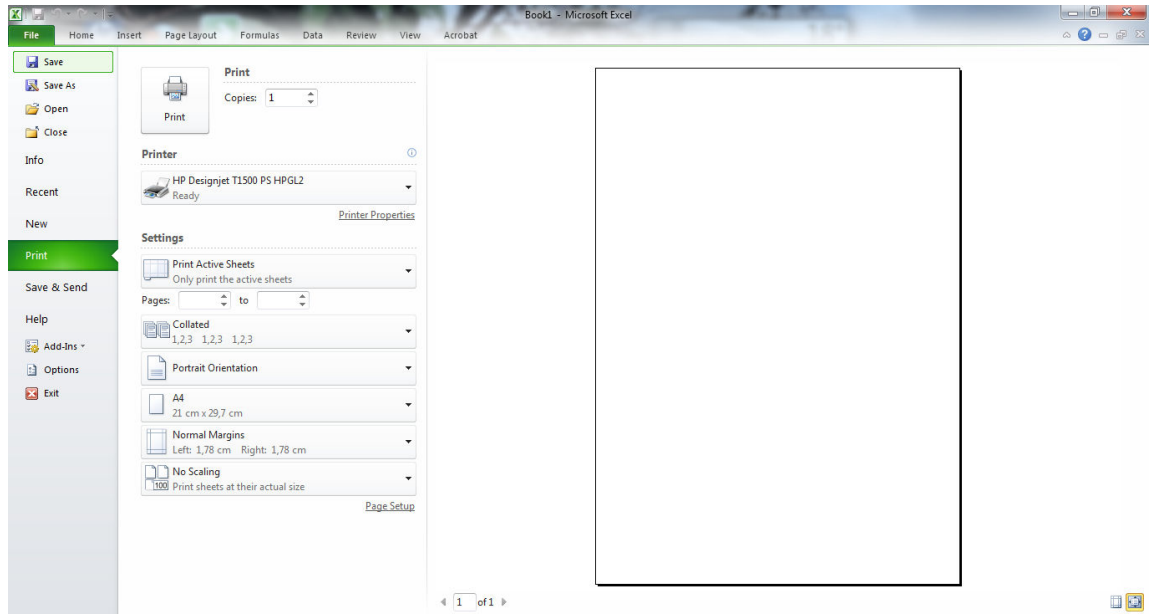 Book1 - Microsoft Excel
File Home Insert Page Layout Formulas Data Review View Acrobat
Save
Save As
Open
Close
Info
Recent
New
Print
Save & Send
Help
Add-Ins
Options
Exit
Print
Print
Copies: 1
Printer
HP Designjet T1500 PS HPGL2
Ready
Printer Properties
Settings
Print Active Sheets
Only print the active sheets
Pages: to
Collated
1,2,3 1,2,3 1,2,3
Portrait Orientation
A4
21 cm x 29,7 cm
Normal Margins
Left: 1,78 cm Right: 1,78 cm
No Scaling
100 Print sheets at their actual size
Page Setup
1 of 1